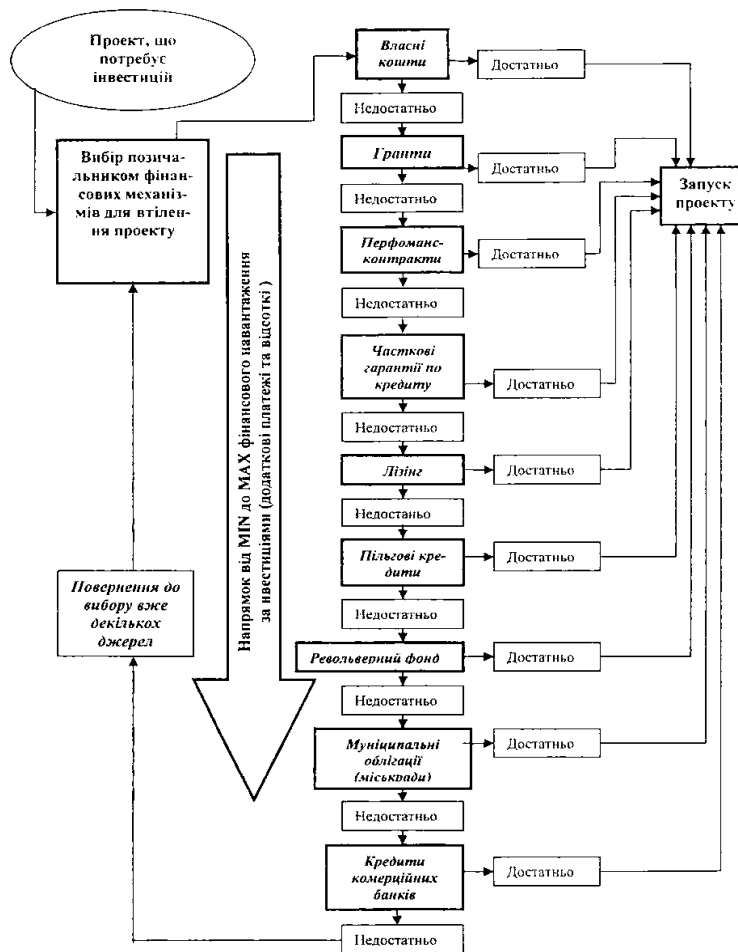 Проект, що
потребує
інвестицій
Вибір позича-
льником фінан-
сових механіз-
мів для втілен-
ня проекту
Напрямок від MIN до MAX фінансового навантаження
за нвестиціями (додаткові платежі та відсоткі )
Повернення до
вибору вже
декількох
джерел
Власні
кошти
Достатньо
Недостатньо
Гранти
Достатньо
Недостатньо
Перфоманс-
контракти
Достатньо
Недостатньо
Часткові
гарантії по
кредиту
Достатньо
Недостатньо
Лізинг
Достатньо
Недостаньо
Пільгові кре-
дити
Достатньо
Недостатньо
Револьверний фонд
Достатньо
Недостатньо
Муніципальні
облігації
(міськради)
Достатньо
Недостатньо
Кредити
комерційних
банків
Достатньо
Недостатньо
Запуск
проекту